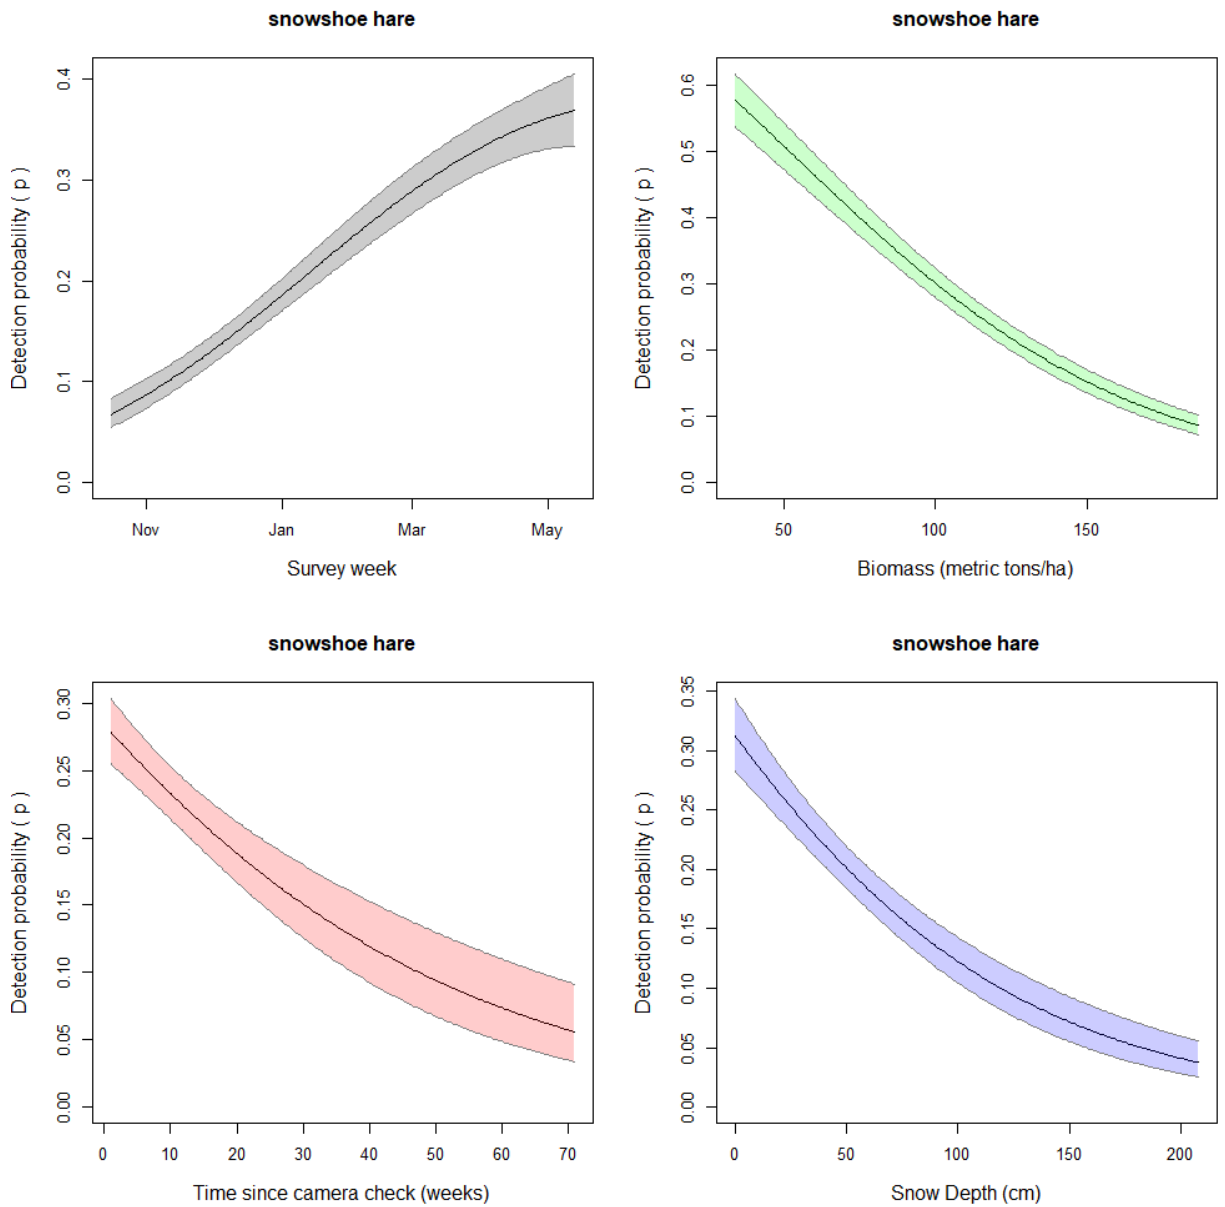 snowshoe hare
Detection probability ( p )
0.0
0.1
0.2
0.3
0.4
Nov Jan Mar May
Survey week
snowshoe hare
Detection probability ( p )
0.0
0.1
0.2
0.3
0.4
0.5
0.6
50 100 150
Biomass (metric tons/ha)
snowshoe hare
Detection probability ( p )
0.00
0.05
0.10
0.15
0.20
0.25
0.30
0 10 20 30 40 50 60 70
Time since camera check (weeks)
snowshoe hare
Detection probability ( p )
0.00
0.05
0.10
0.15
0.20
0.25
0.30
0.35
0 50 100 150 200
Snow Depth (cm)